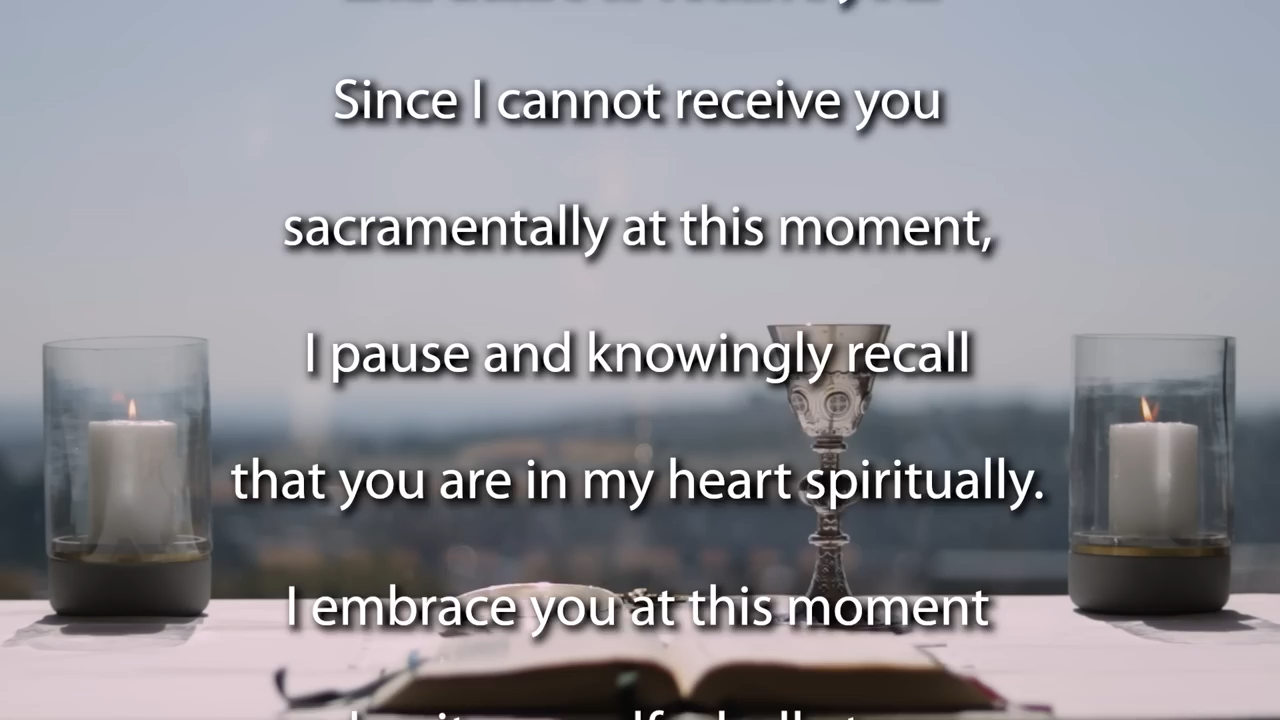 Since I cannot receive you
sacramentally at this moment,
I pause and knowingly recall
that you are in my heart spiritually.
I embrace you at this moment